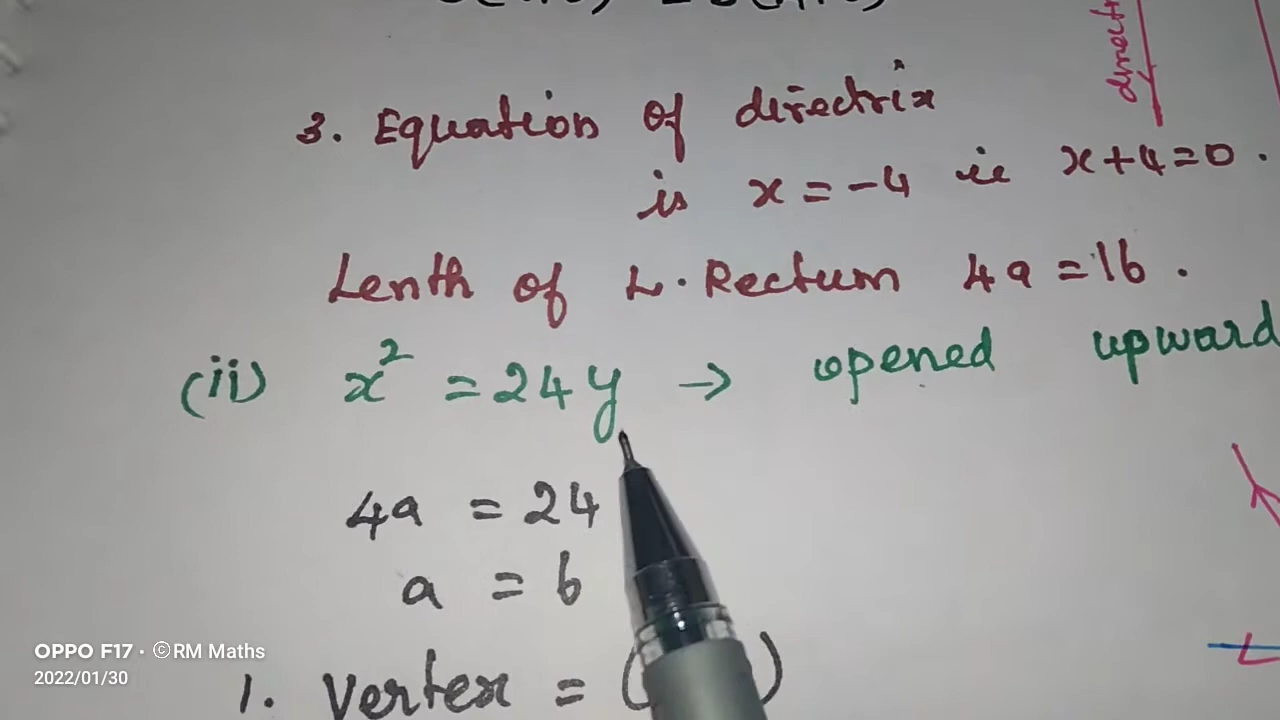 directr
3. Equation of directrix
is x = -4 ie x+4=0.
Lenth of L. Rectum 4a = 16.
(ii) x² = 24y → opened upward
4a = 24
a = 6
1. Vertex = ( )
OPPO F17 · ©RM Maths
2022/01/30